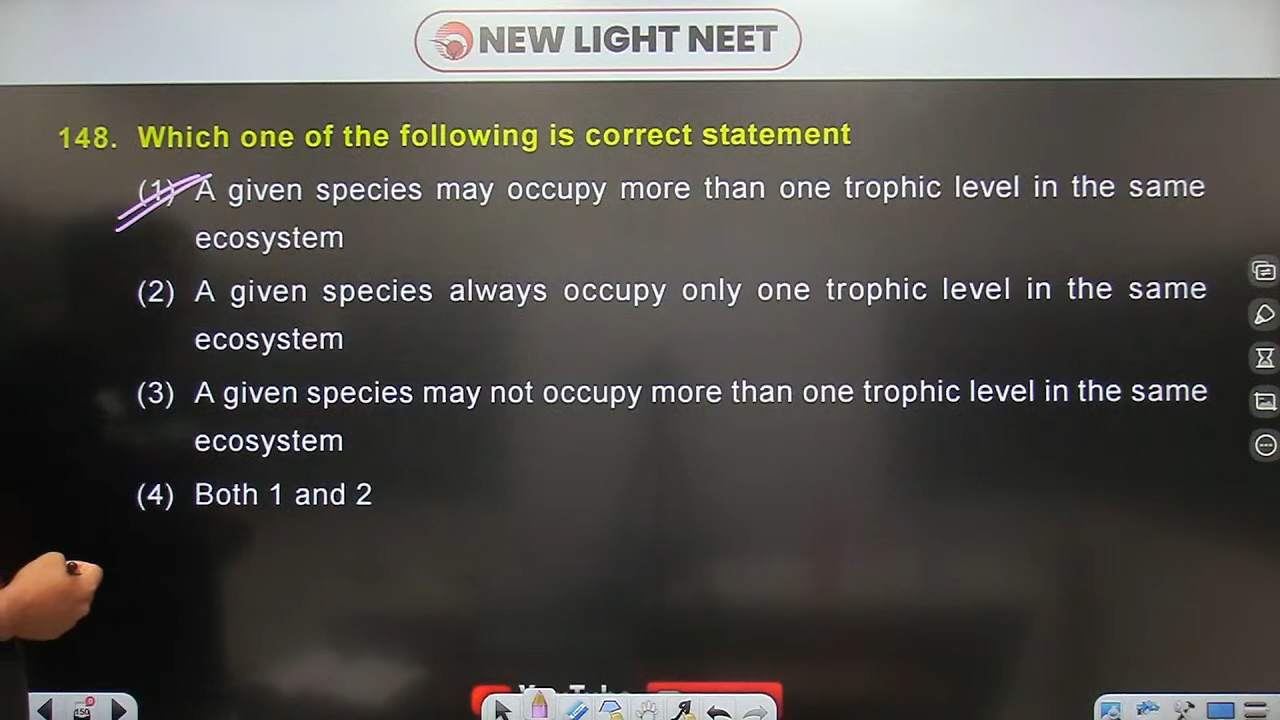 NEW LIGHT NEET
148. Which one of the following is correct statement
(1) A given species may occupy more than one trophic level in the same
ecosystem
(2) A given species always occupy only one trophic level in the same
ecosystem
(3) A given species may not occupy more than one trophic level in the same
ecosystem
(4) Both 1 and 2
YouTube